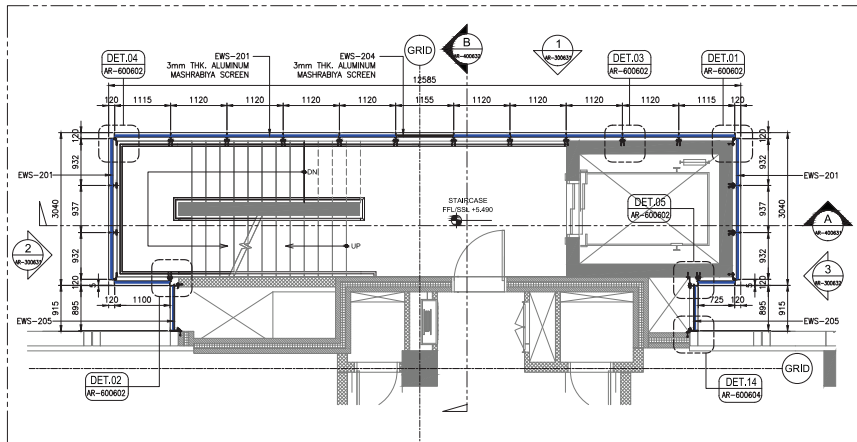 DET.04
AR-600602
EWS-201
3mm THK. ALUMINUM
MASHRABIYA SCREEN
EWS-204
3mm THK. ALUMINUM
MASHRABIYA SCREEN
GRID
B
AR-400632
1
AR-300631
DET.03
AR-600602
DET.01
AR-600602
12585
120 1115 1120 1120 1120 1120 1155 1120 1120 1120 1120 1115 120
120
932
937
932
120
3040
5
915
895
EWS-201
DN
UP
STAIRCASE
FFL/SSL +5.490
DET.05
AR-600602
120
932
937
932
120
3040
5
895
915
EWS-201
A
AR-400631
2
AR-300631
3
AR-300632
120 1100
725 120
EWS-205
EWS-205
DET.02
AR-600602
DET.14
AR-600604
GRID